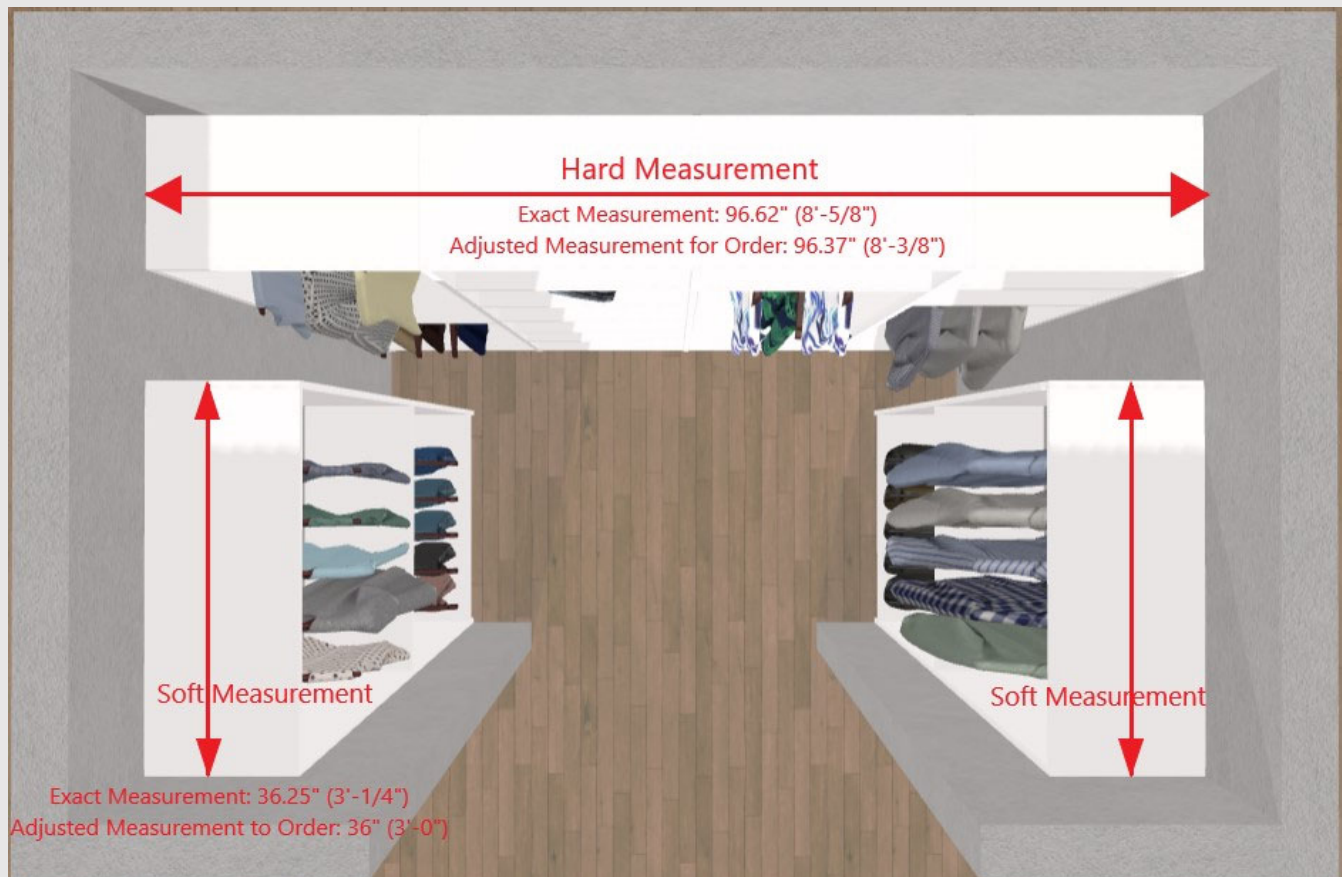 Hard Measurement
Exact Measurement: 96.62" (8'-5/8")
Adjusted Measurement for Order: 96.37" (8'-3/8")
Soft Measurement
Soft Measurement
Exact Measurement: 36.25" (3'-1/4")
Adjusted Measurement to Order: 36" (3'-0")